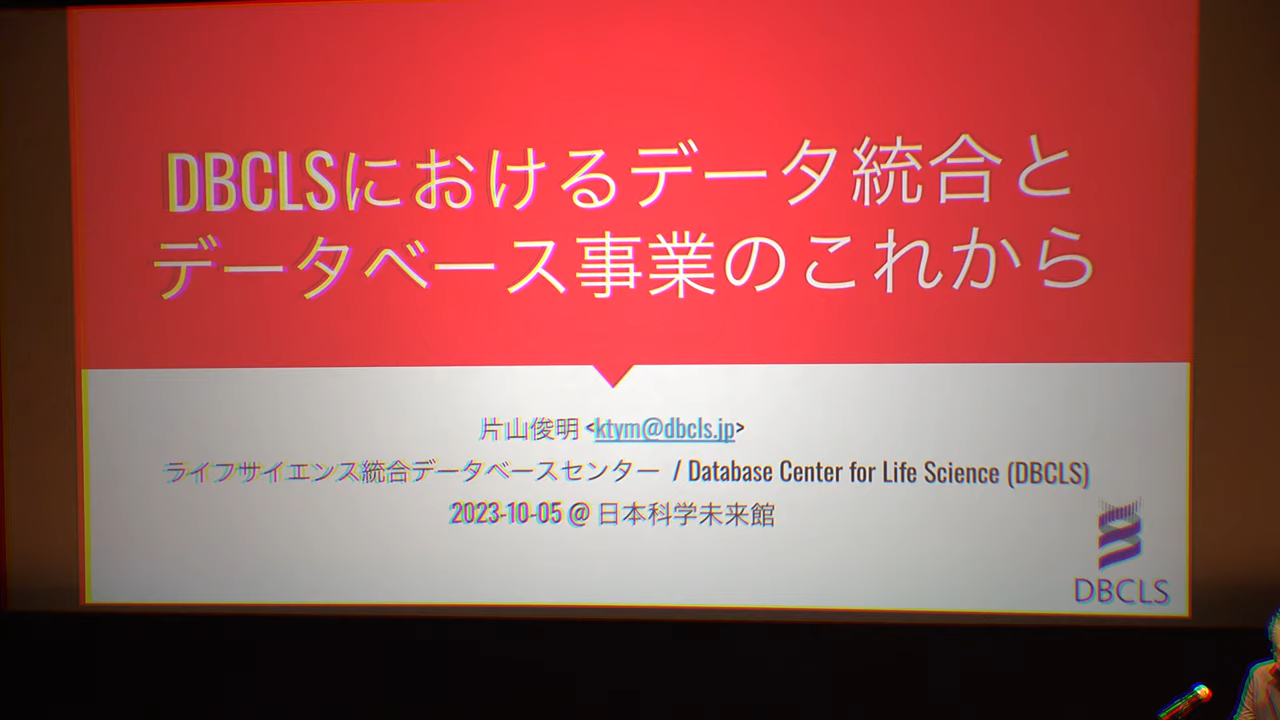 DBCLSにおけるデータ統合と
データベース事業のこれから
片山俊明 <ktym@dbcls.jp>
ライフサイエンス統合データベースセンター / Database Center for Life Science (DBCLS)
2023-10-05 @ 日本科学未来館
DBCLS